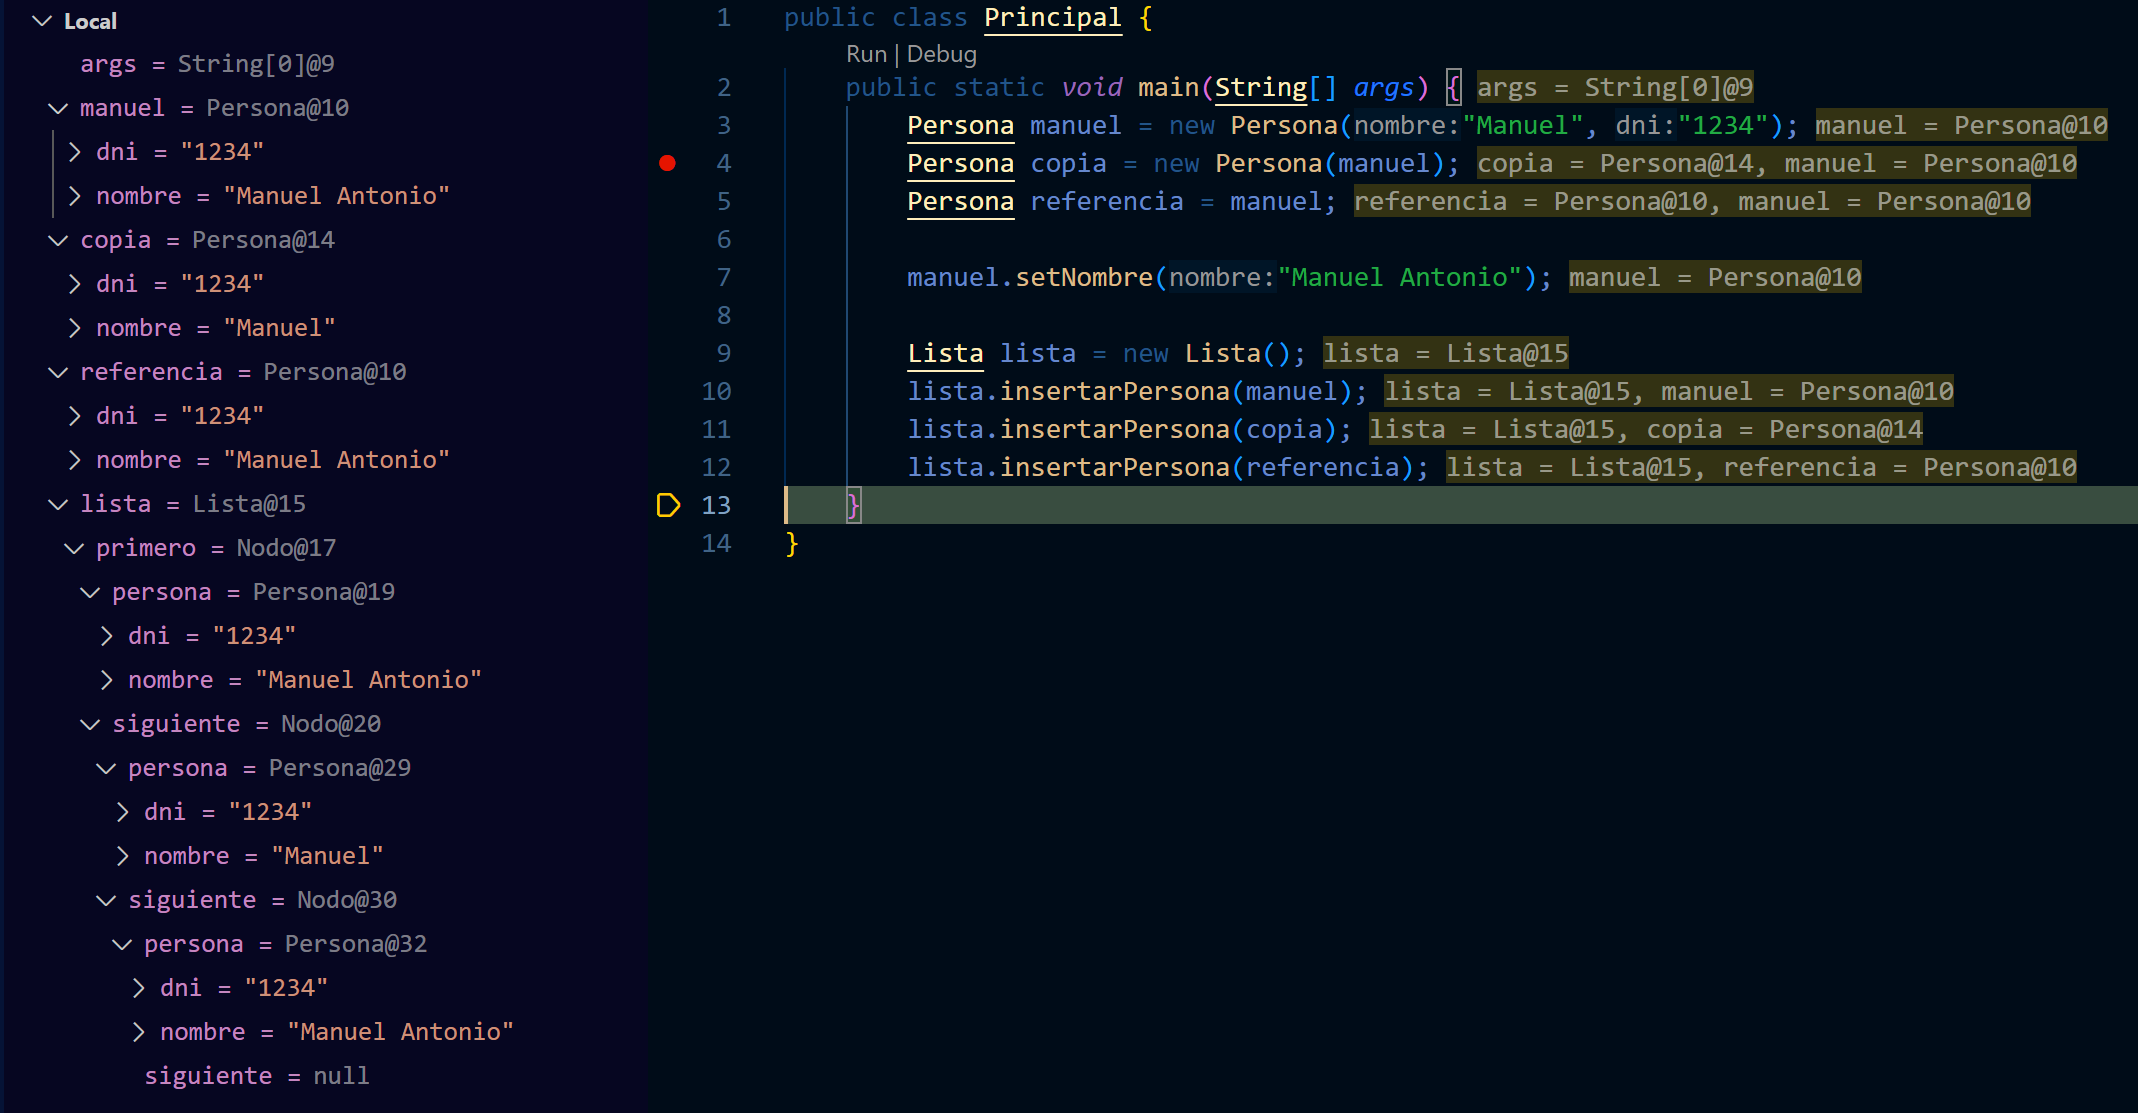 Local
args = String[0]@9
manuel = Persona@10
dni = "1234"
nombre = "Manuel Antonio"
copia = Persona@14
dni = "1234"
nombre = "Manuel"
referencia = Persona@10
dni = "1234"
nombre = "Manuel Antonio"
lista = Lista@15
primero = Nodo@17
persona = Persona@19
dni = "1234"
nombre = "Manuel Antonio"
siguiente = Nodo@20
persona = Persona@29
dni = "1234"
nombre = "Manuel"
siguiente = Nodo@30
persona = Persona@32
dni = "1234"
nombre = "Manuel Antonio"
siguiente = null
1 public class Principal {
Run | Debug
2 public static void main(String[] args) { args = String[0]@9
3 Persona manuel = new Persona(nombre:"Manuel", dni:"1234"); manuel = Persona@10
4 Persona copia = new Persona(manuel); copia = Persona@14, manuel = Persona@10
5 Persona referencia = manuel; referencia = Persona@10, manuel = Persona@10
6
7 manuel.setNombre(nombre:"Manuel Antonio"); manuel = Persona@10
8
9 Lista lista = new Lista(); lista = Lista@15
10 lista.insertarPersona(manuel); lista = Lista@15, manuel = Persona@10
11 lista.insertarPersona(copia); lista = Lista@15, copia = Persona@14
12 lista.insertarPersona(referencia); lista = Lista@15, referencia = Persona@10
13 }
14 }